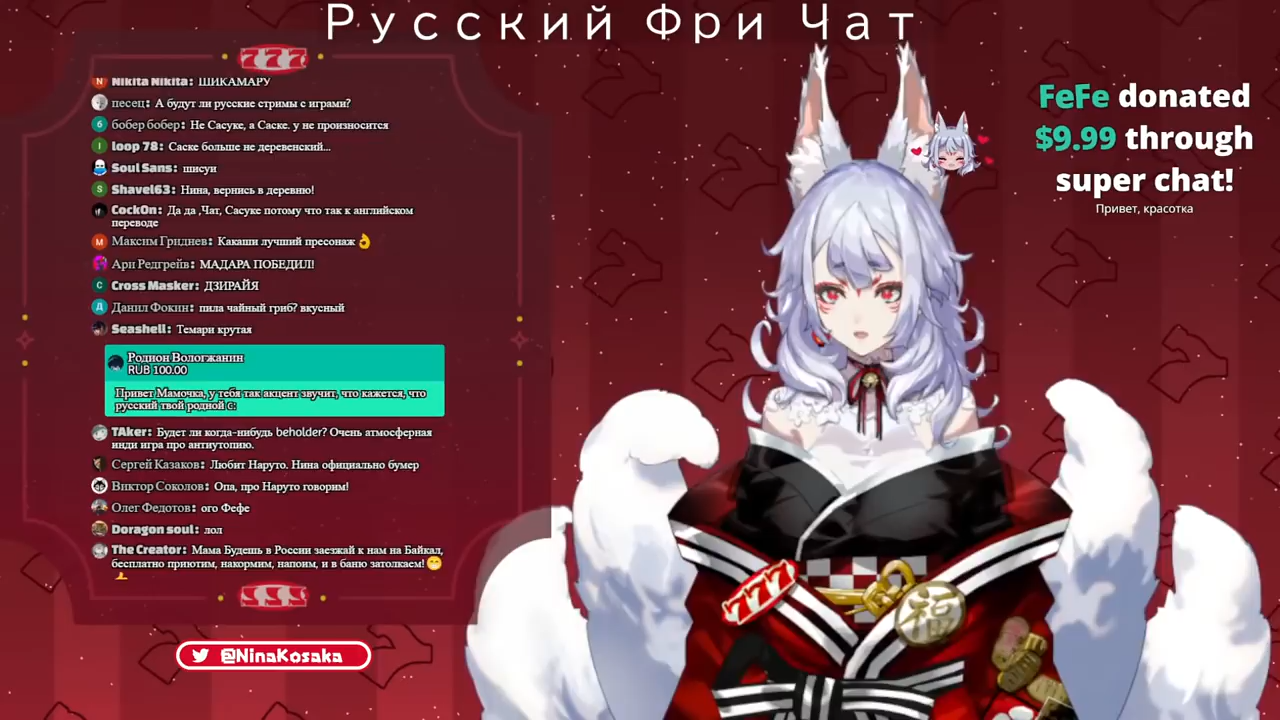 Русский Фри Чат
777
Nikita Nikita: ШИКАМАРУ
песец: А будут ли русские стримы с играми?
бобер бобер: Не Сасуке, а Саске. у не произносится
loop 78: Саске больше не деревенский...
Soul Sans: шисуи
Shavel63: Нина, вернись в деревню!
CockOn: Да да ,Чат, Сасуке потому что так к английском
переводе
Максим Гриднев: Какаши лучший пресонаж 👌
Ари Редгрейв: МАДАРА ПОБЕДИЛ!
Cross Masker: ДЗИРАЙЯ
Данил Фокин: пила чайный гриб? вкусный
Seashell: Темари крутая
Родион Вологжанин
RUB 100.00
Привет Мамочка, у тебя так акцент звучит, что кажется, что
русский твой родной с:
TAker: Будет ли когда-нибудь beholder? Очень атмосферная
инди игра про антиутопию.
Сергей Казаков: Любит Наруто. Нина официально бумер
Виктор Соколов: Опа, про Наруто говорим!
Олег Федотов: ого Фефе
Doragon soul: лол
The Creator: Мама Будешь в России заезжай к нам на Байкал,
бесплатно приютим, накормим, напоим, и в баню затолкаем!😁
@NinaKosaka
FeFe donated
$9.99 through
super chat!
Привет, красотка
777
福